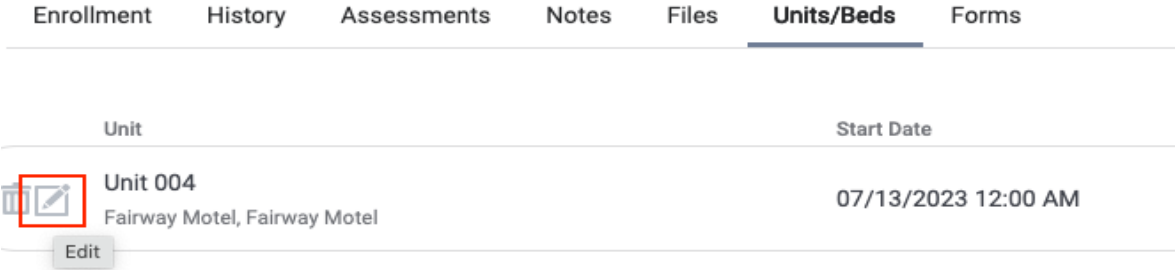 Enrollment History Assessments Notes Files Units/Beds Forms
Unit Start Date
Unit 004
07/13/2023 12:00 AM
Fairway Motel, Fairway Motel
Edit